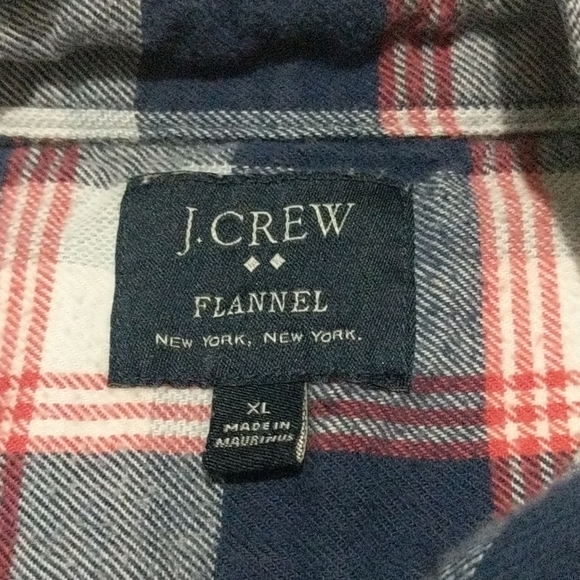 J.CREW
FLANNEL
NEW YORK, NEW YORK.
XL
MADE IN
MAURITIUS